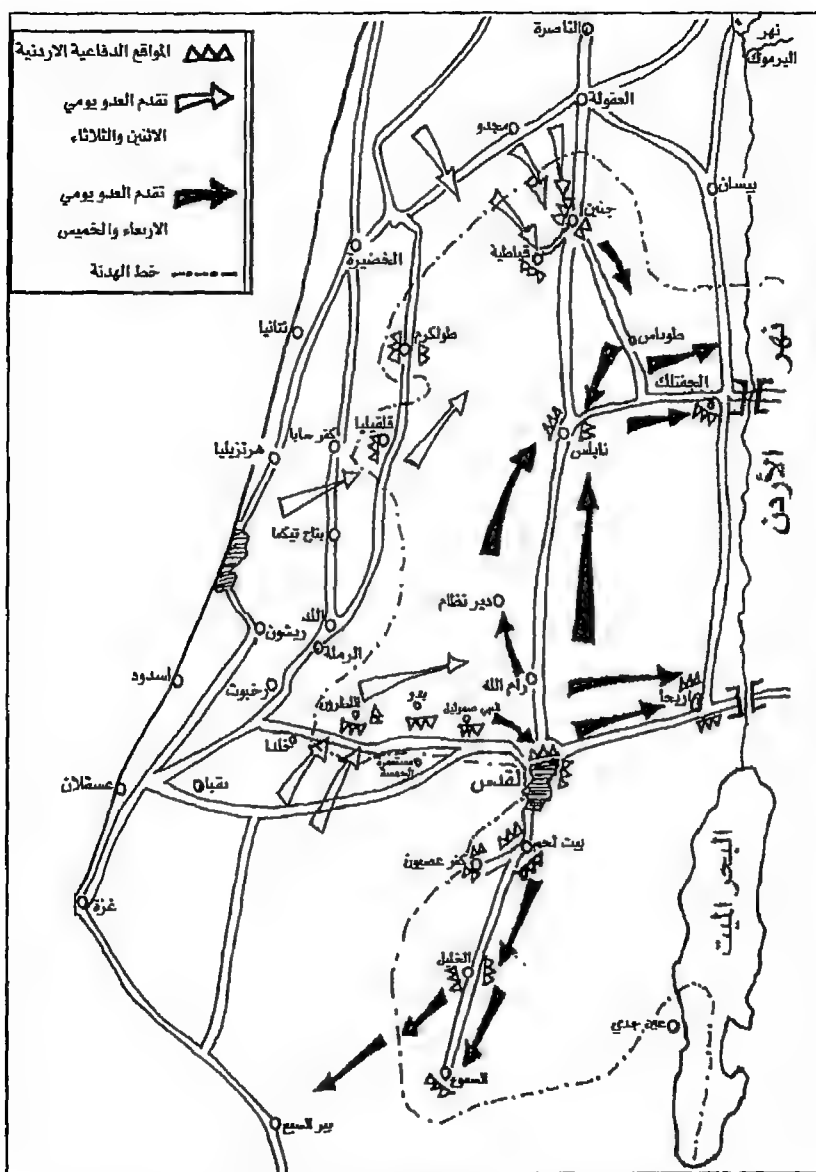 المواقع الدفاعية الاردنية
تقدم العدو يومي
الاثنين والثلاثاء
تقدم العدو يومي
الاربعاء والخميس
خط الهدنة
نهر
اليرموك
الناصرة
العفولة
مجدو
بيسان
جنين
قباطية
الخضيرة
نتانيا
طولكرم
طوباس
نهر
الأردن
الجفتلك
قلقيليا
كفر سابا
نابلس
هرتزيليا
بتاح تيكفا
دير نظام
اللد
ريشون
الرملة
رام الله
اسدود
رحبوت
اللطرون
بدو
النبي صموئيل
اريحا
خلدا
القدس
عسقلان
بيت لحم
كفر عصيون
البحر الميت
غزة
الخليل
عين جدي
السموع
بير السبع